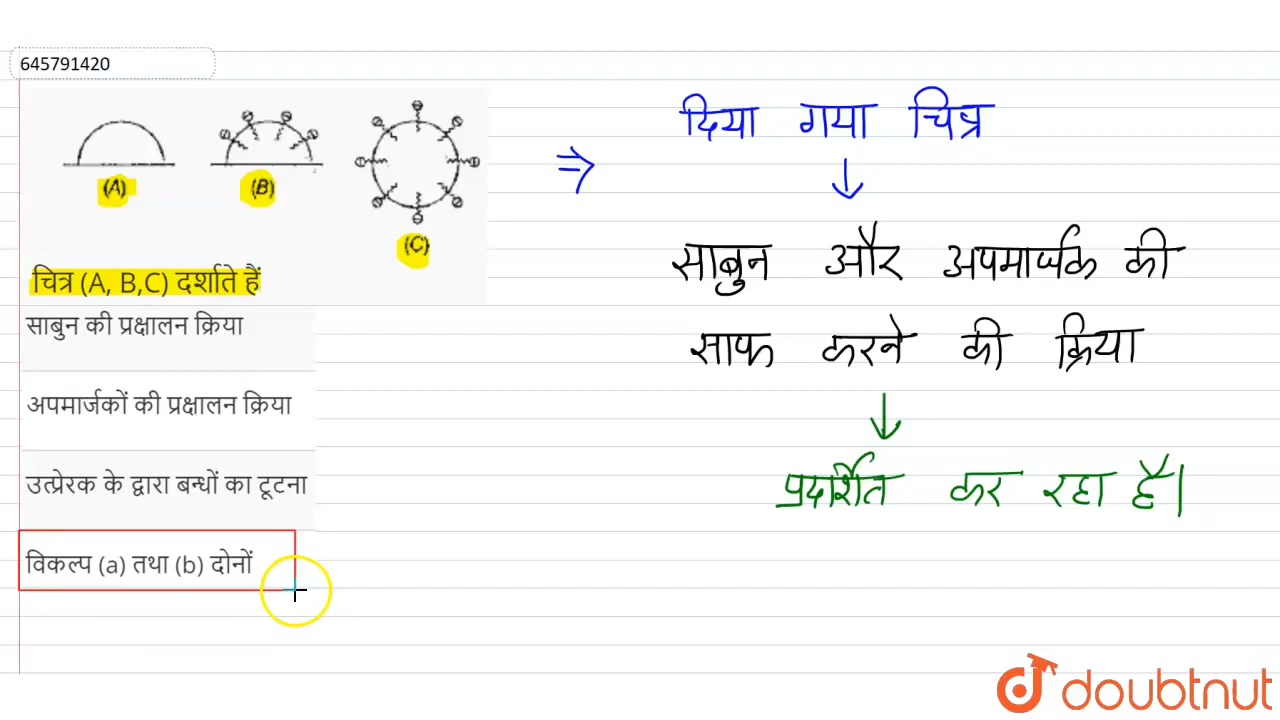 645791420
(A) (B)
(C)
चित्र (A, B,C) दर्शाते हैं
साबुन की प्रक्षालन क्रिया
अपमार्जकों की प्रक्षालन क्रिया
उत्प्रेरक के द्वारा बन्धों का टूटना
विकल्प (a) तथा (b) दोनों
⇒ दिया गया चित्र
↓
साबुन और अपमार्जक की
साफ करने की क्रिया
↓
प्रदर्शित कर रहा है।
doubtnut